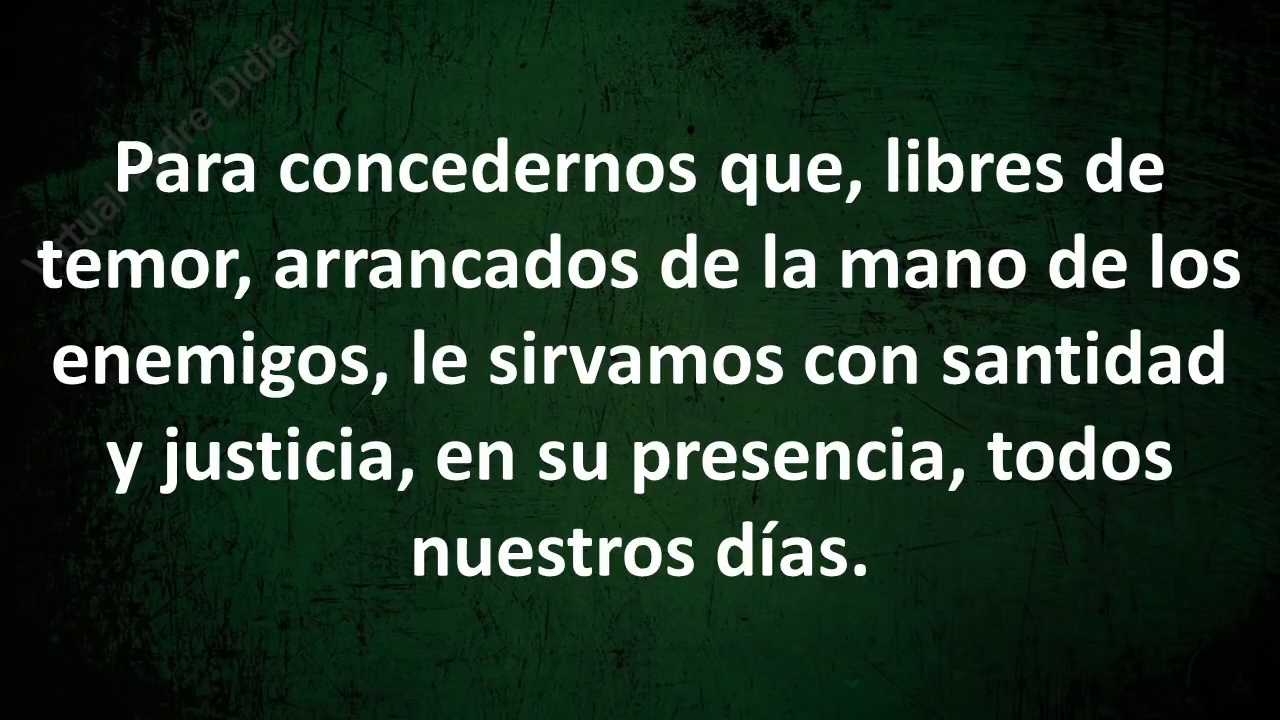 Para concedernos que, libres de
temor, arrancados de la mano de los
enemigos, le sirvamos con santidad
y justicia, en su presencia, todos
nuestros días.
Didier